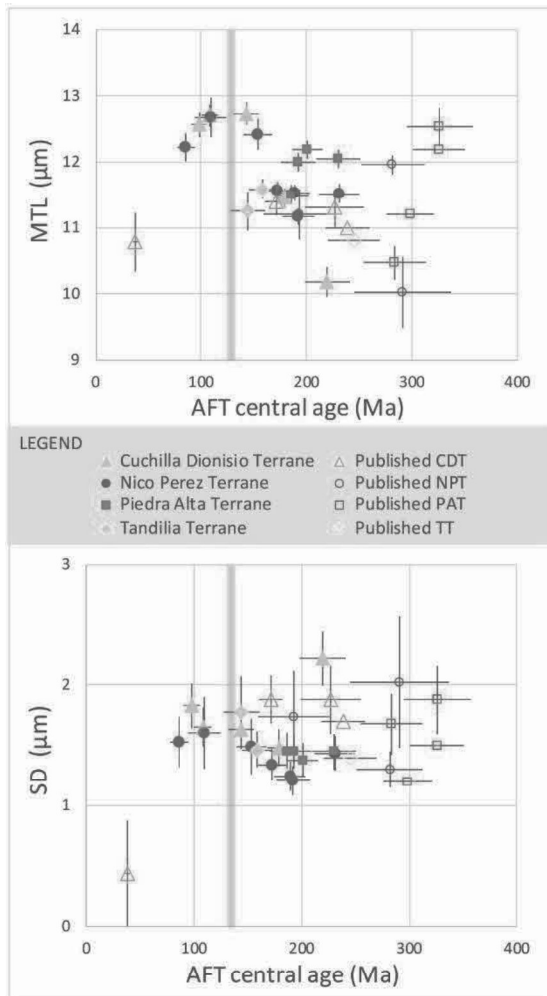 14
13
12
11
10
9
MTL (μm)
0 100 200 300 400
AFT central age (Ma)
LEGEND
Cuchilla Dionisio Terrane Published CDT
Nico Perez Terrane Published NPT
Piedra Alta Terrane Published PAT
Tandilia Terrane Published TT
3
2
1
0
SD (μm)
0 100 200 300 400
AFT central age (Ma)